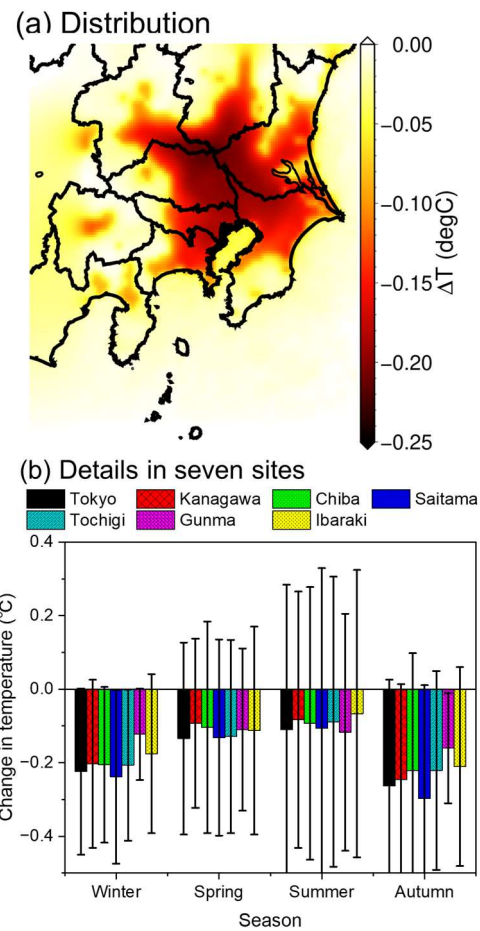 (a) Distribution
0.00
−0.05
−0.10
−0.15
−0.20
−0.25
ΔT (degC)
(b) Details in seven sites
Tokyo Kanagawa Chiba Saitama
Tochigi Gunma Ibaraki
0.4
0.2
0.0
−0.2
−0.4
Change in temperature (°C)
Winter Spring Summer Autumn
Season